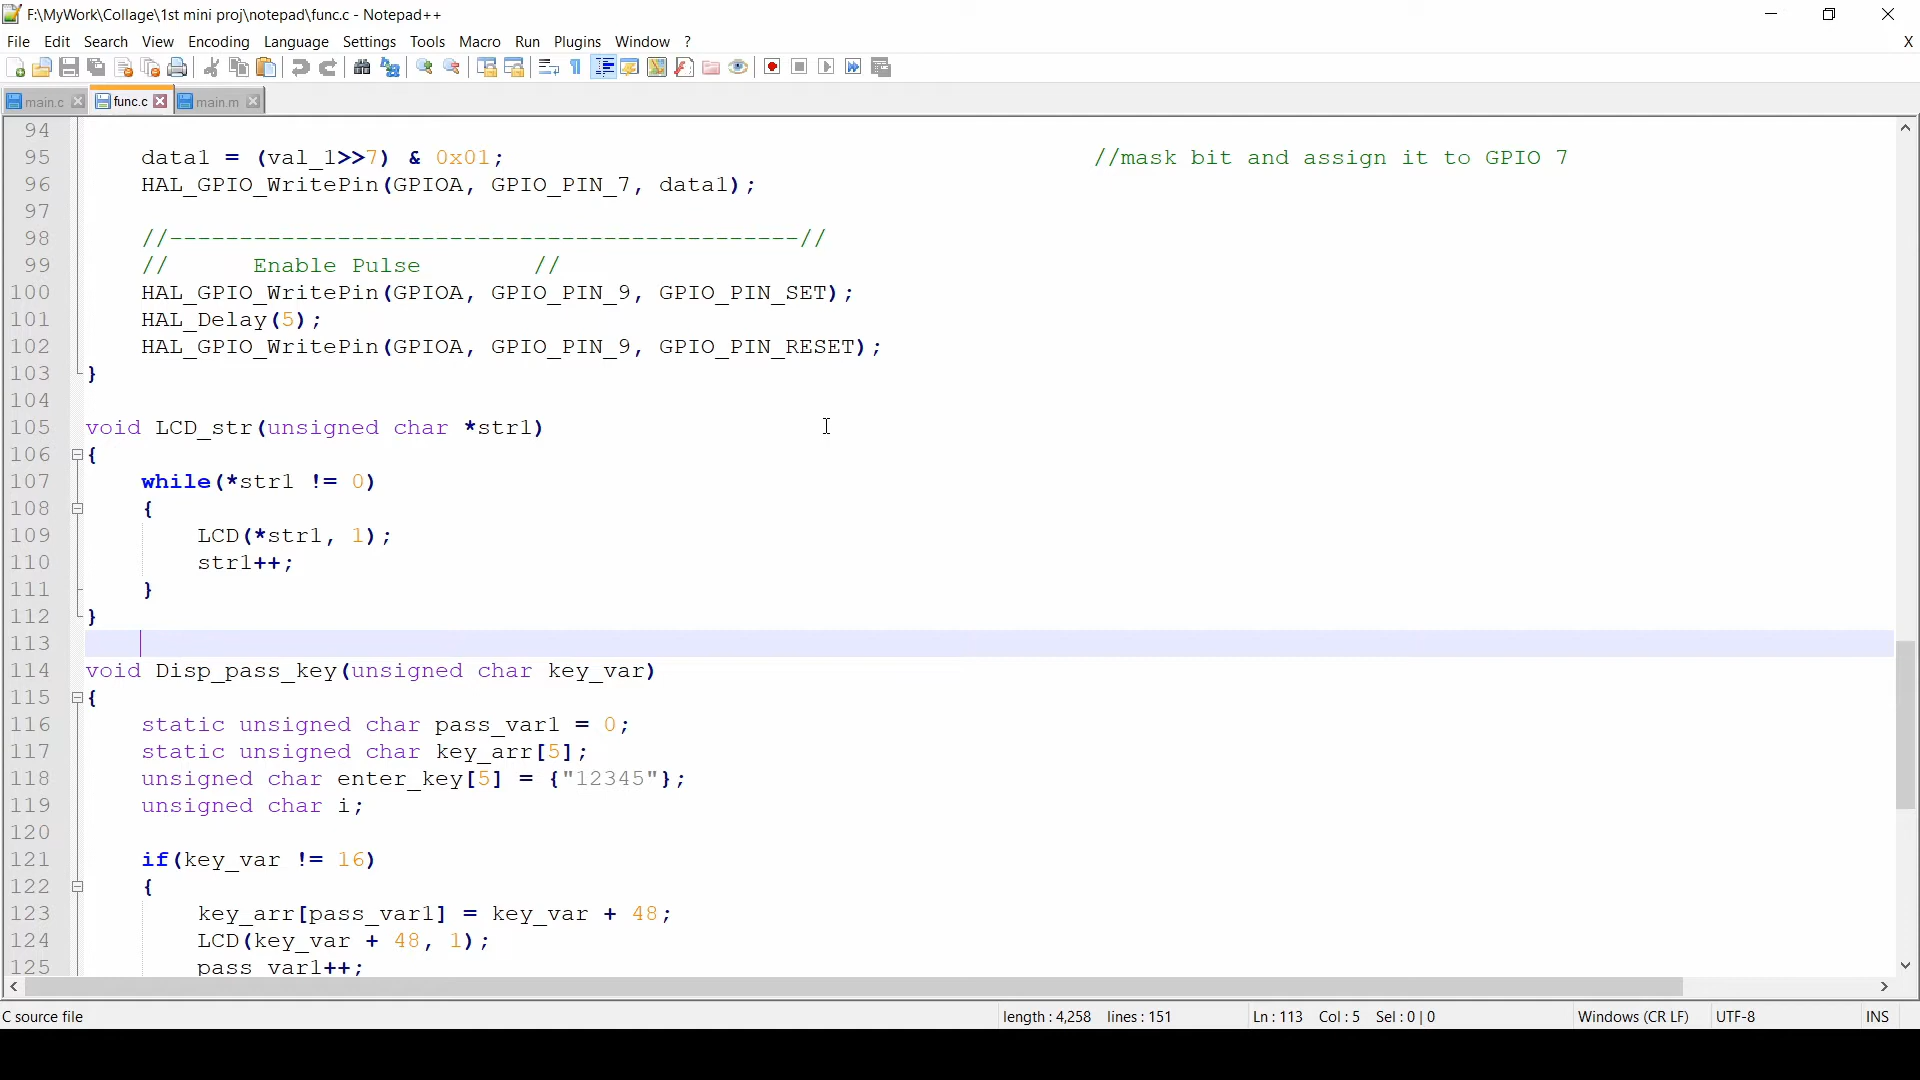 F:\MyWork\Collage\1st mini proj\notepad\func.c - Notepad++
File Edit Search View Encoding Language Settings Tools Macro Run Plugins Window ? X
main.c func.c main.m
94
95 data1 = (val_1>>7) & 0x01; //mask bit and assign it to GPIO 7
96 HAL_GPIO_WritePin(GPIOA, GPIO_PIN_7, data1);
97
98 //---------------------------------------------//
99 // Enable Pulse //
100 HAL_GPIO_WritePin(GPIOA, GPIO_PIN_9, GPIO_PIN_SET);
101 HAL_Delay(5);
102 HAL_GPIO_WritePin(GPIOA, GPIO_PIN_9, GPIO_PIN_RESET);
103 }
104
105 void LCD_str(unsigned char *str1)
106 {
107 while(*str1 != 0)
108 {
109 LCD(*str1, 1);
110 str1++;
111 }
112 }
113
114 void Disp_pass_key(unsigned char key_var)
115 {
116 static unsigned char pass_var1 = 0;
117 static unsigned char key_arr[5];
118 unsigned char enter_key[5] = {"12345"};
119 unsigned char i;
120
121 if(key_var != 16)
122 {
123 key_arr[pass_var1] = key_var + 48;
124 LCD(key_var + 48, 1);
125 pass_var1++;
C source file length : 4,258 lines : 151 Ln : 113 Col : 5 Sel : 0 | 0 Windows (CR LF) UTF-8 INS